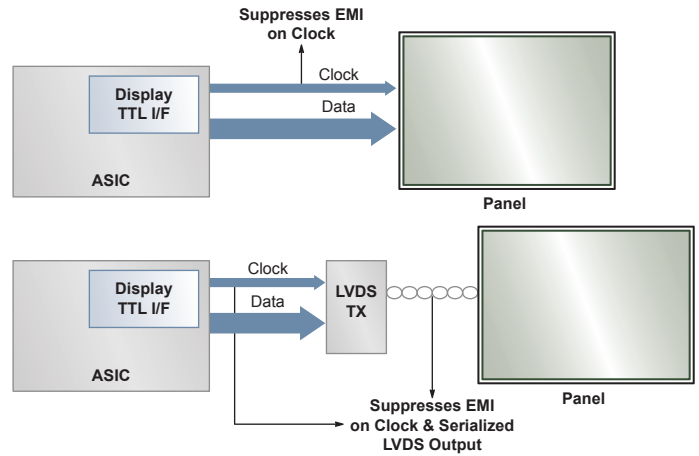 Suppresses EMI
on Clock
Clock
Display
TTL I/F
Data
ASIC
Panel
Clock
Display
TTL I/F
Data
LVDS
TX
ASIC
Panel
Suppresses EMI
on Clock & Serialized
LVDS Output